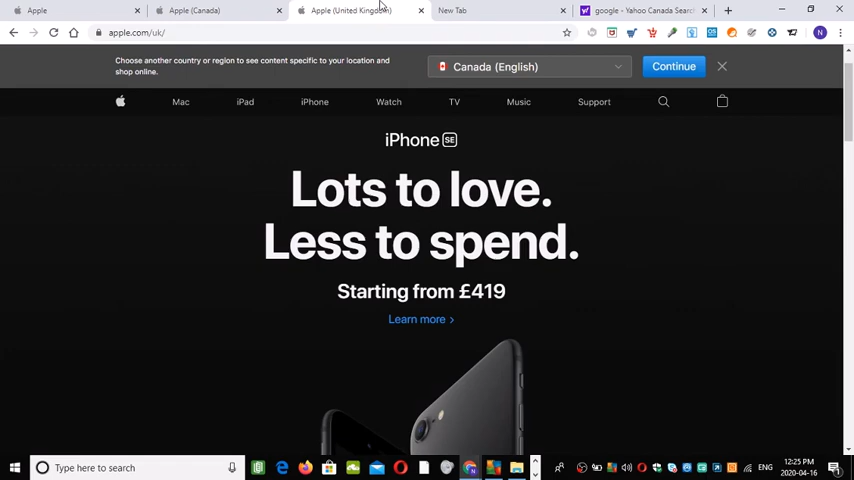 Apple
Apple (Canada)
Apple (United Kingdom)
New Tab
google - Yahoo Canada Searc
apple.com/uk/
N
Choose another country or region to see content specific to your location and
shop online.
Canada (English)
Continue
Mac
iPad
iPhone
Watch
TV
Music
Support
iPhone SE
Lots to love.
Less to spend.
Starting from £419
Learn more >
Type here to search
ENG
12:25 PM
2020-04-16